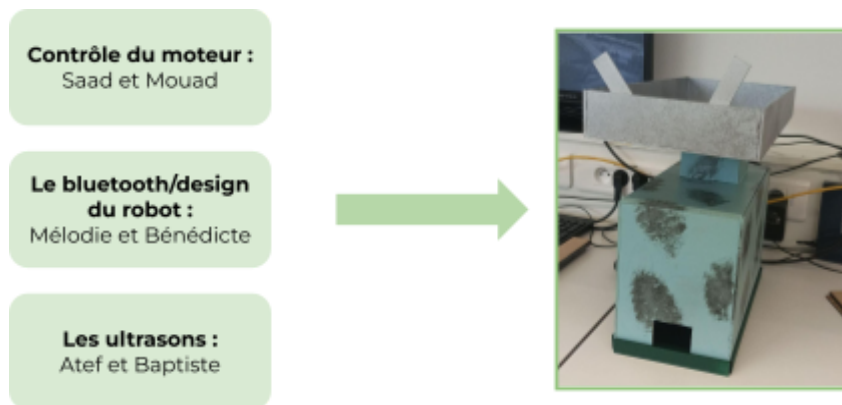 Contrôle du moteur :
Saad et Mouad
Le bluetooth/design
du robot :
Mélodie et Bénédicte
Les ultrasons :
Atef et Baptiste